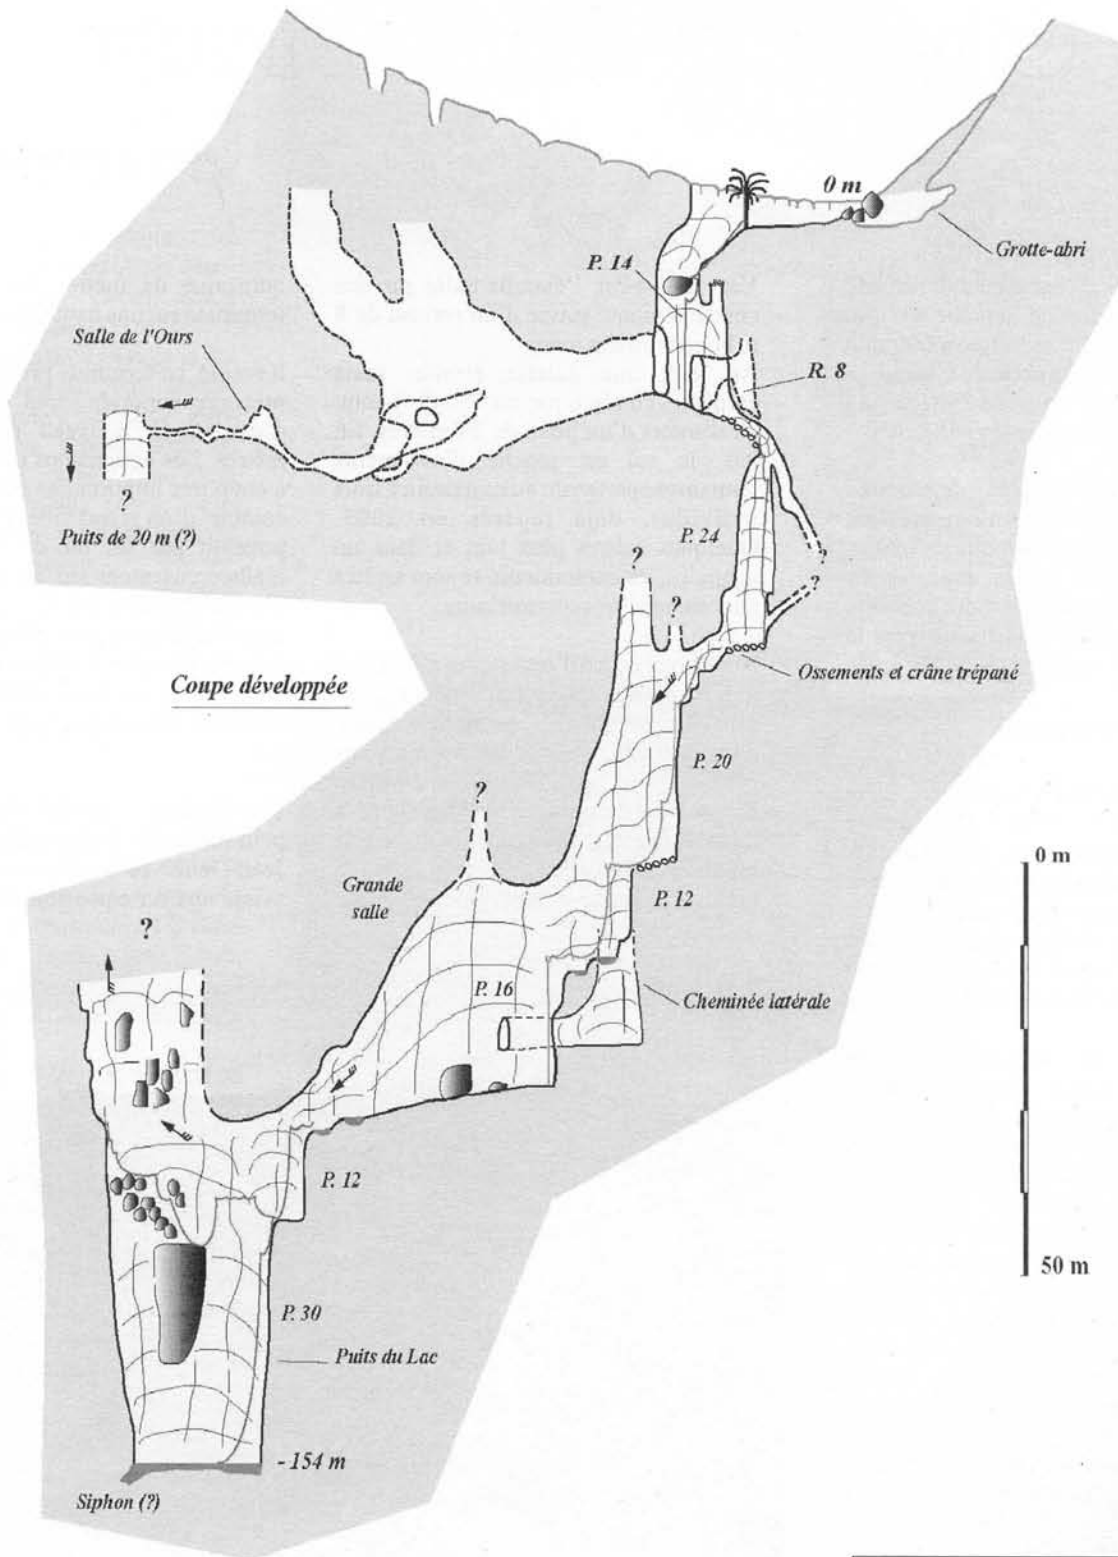 0 m
Grotte-abri
P. 14
Salle de l'Ours
R. 8
?
Puits de 20 m (?)
P. 24
?
?
?
?
Ossements et crâne trépané
Coupe développée
P. 20
?
0 m
Grande
salle
P. 12
?
P. 16
Cheminée latérale
P. 12
50 m
P. 30
Puits du Lac
- 154 m
Siphon (?)